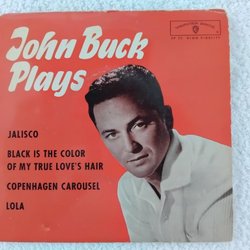 John Buck
Plays
JALISCO
BLACK IS THE COLOR
OF MY TRUE LOVE'S HAIR
COPENHAGEN CAROUSEL
LOLA